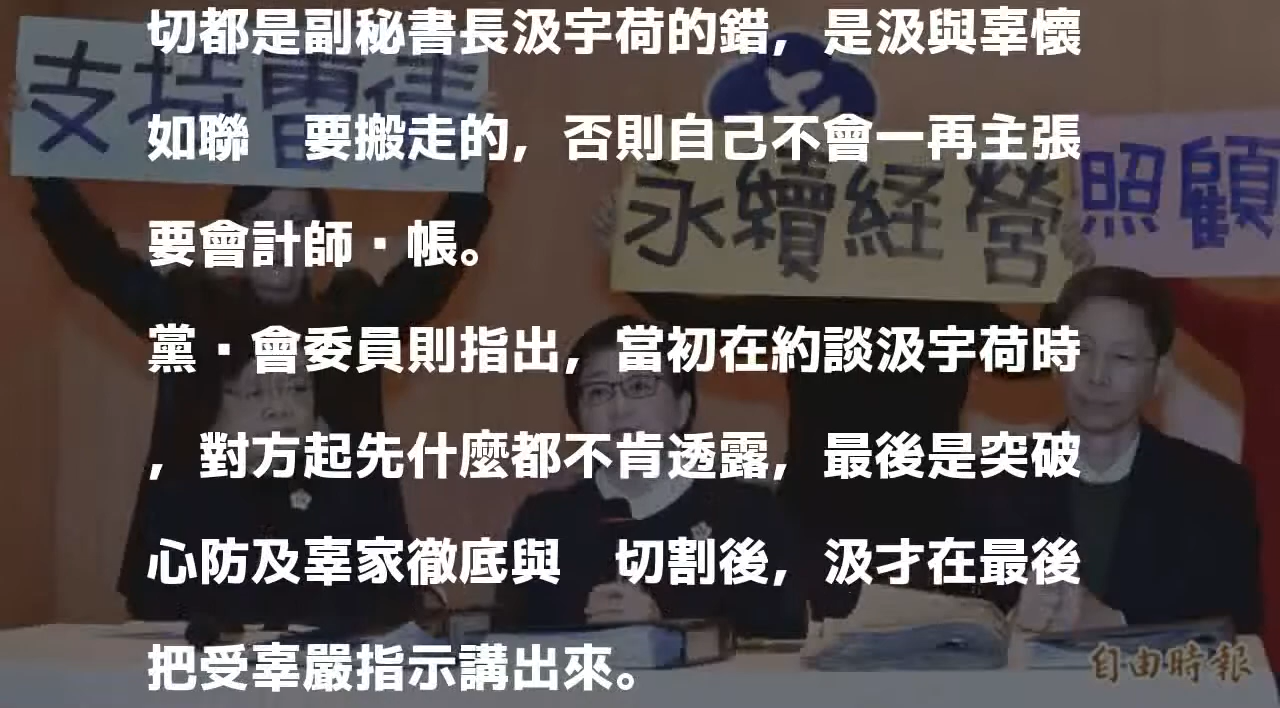 切都是副秘書長汲宇荷的錯，是汲與辜懷
如聯　要搬走的，否則自己不會一再主張
要會計師·帳。
黨·會委員則指出，當初在約談汲宇荷時
，對方起先什麼都不肯透露，最後是突破
心防及辜家徹底與　切割後，汲才在最後
把受辜嚴指示講出來。
支持
永續経営
照顧
自由時報